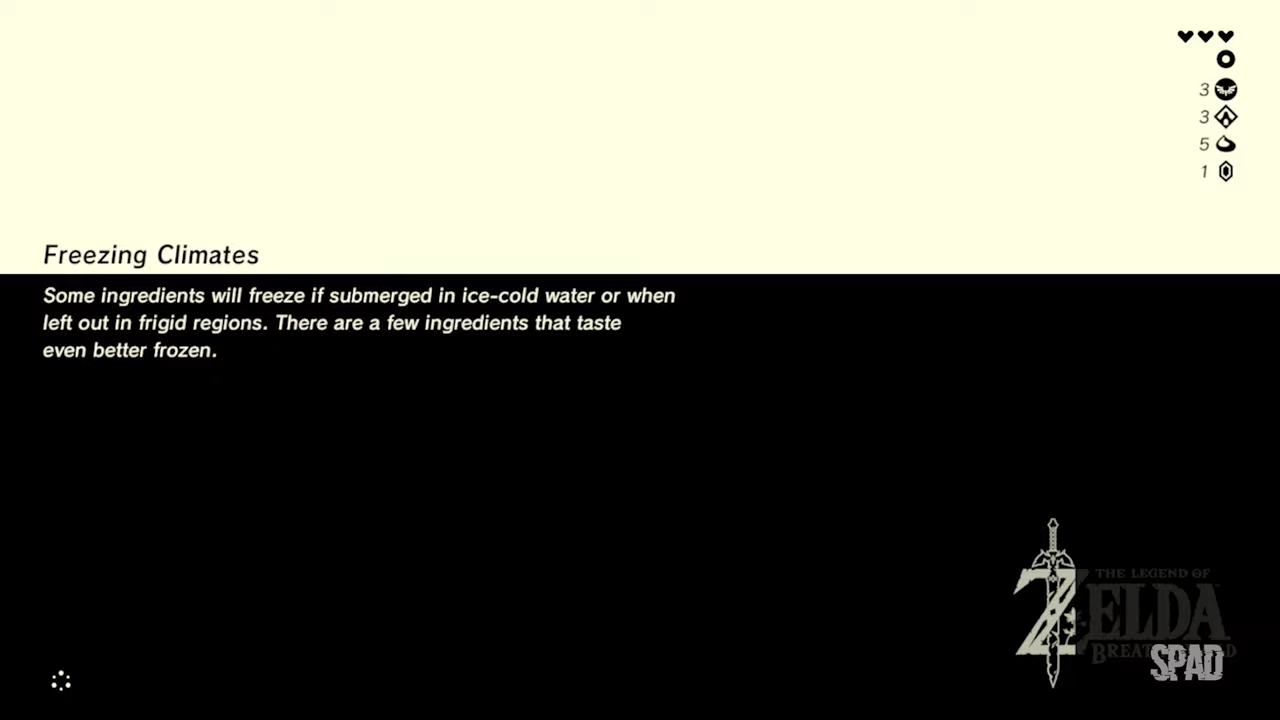 3
3
5
1
Freezing Climates
Some ingredients will freeze if submerged in ice-cold water or when
left out in frigid regions. There are a few ingredients that taste
even better frozen.
THE LEGEND OF
ZELDA
SPAD